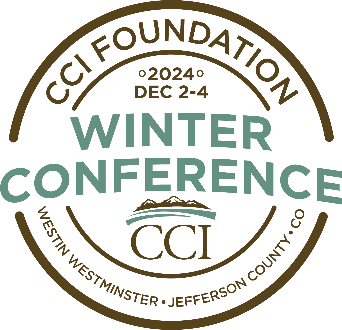 CCI FOUNDATION
°2024°
DEC 2-4
WINTER
CONFERENCE
CCI
WESTIN WESTMINSTER • JEFFERSON COUNTY • CO